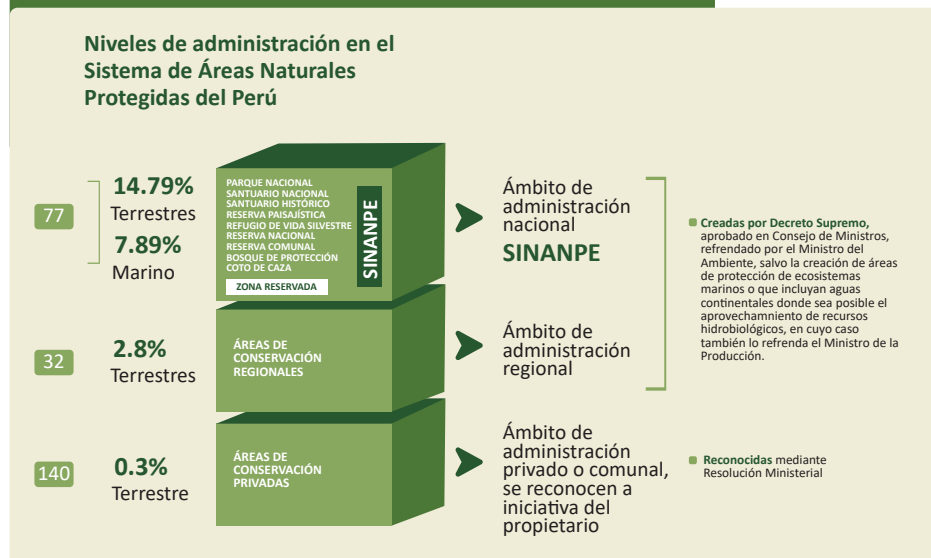 Niveles de administración en el
Sistema de Áreas Naturales
Protegidas del Perú
77
14.79%
Terrestres
7.89%
Marino
PARQUE NACIONAL
SANTUARIO NACIONAL
SANTUARIO HISTÓRICO
RESERVA PAISAJÍSTICA
REFUGIO DE VIDA SILVESTRE
RESERVA NACIONAL
RESERVA COMUNAL
BOSQUE DE PROTECCIÓN
COTO DE CAZA
ZONA RESERVADA
SINANPE
Ámbito de
administración
nacional
SINANPE
32
2.8%
Terrestres
ÁREAS DE
CONSERVACIÓN
REGIONALES
Ámbito de
administración
regional
Creadas por Decreto Supremo,
aprobado en Consejo de Ministros,
refrendado por el Ministro del
Ambiente, salvo la creación de áreas
de protección de ecosistemas
marinos o que incluyan aguas
continentales donde sea posible el
aprovechamniento de recursos
hidrobiológicos, en cuyo caso
también lo refrenda el Ministro de la
Producción.
140
0.3%
Terrestre
ÁREAS DE
CONSERVACIÓN
PRIVADAS
Ámbito de
administración
privado o comunal,
se reconocen a
iniciativa del
propietario
Reconocidas mediante
Resolución Ministerial